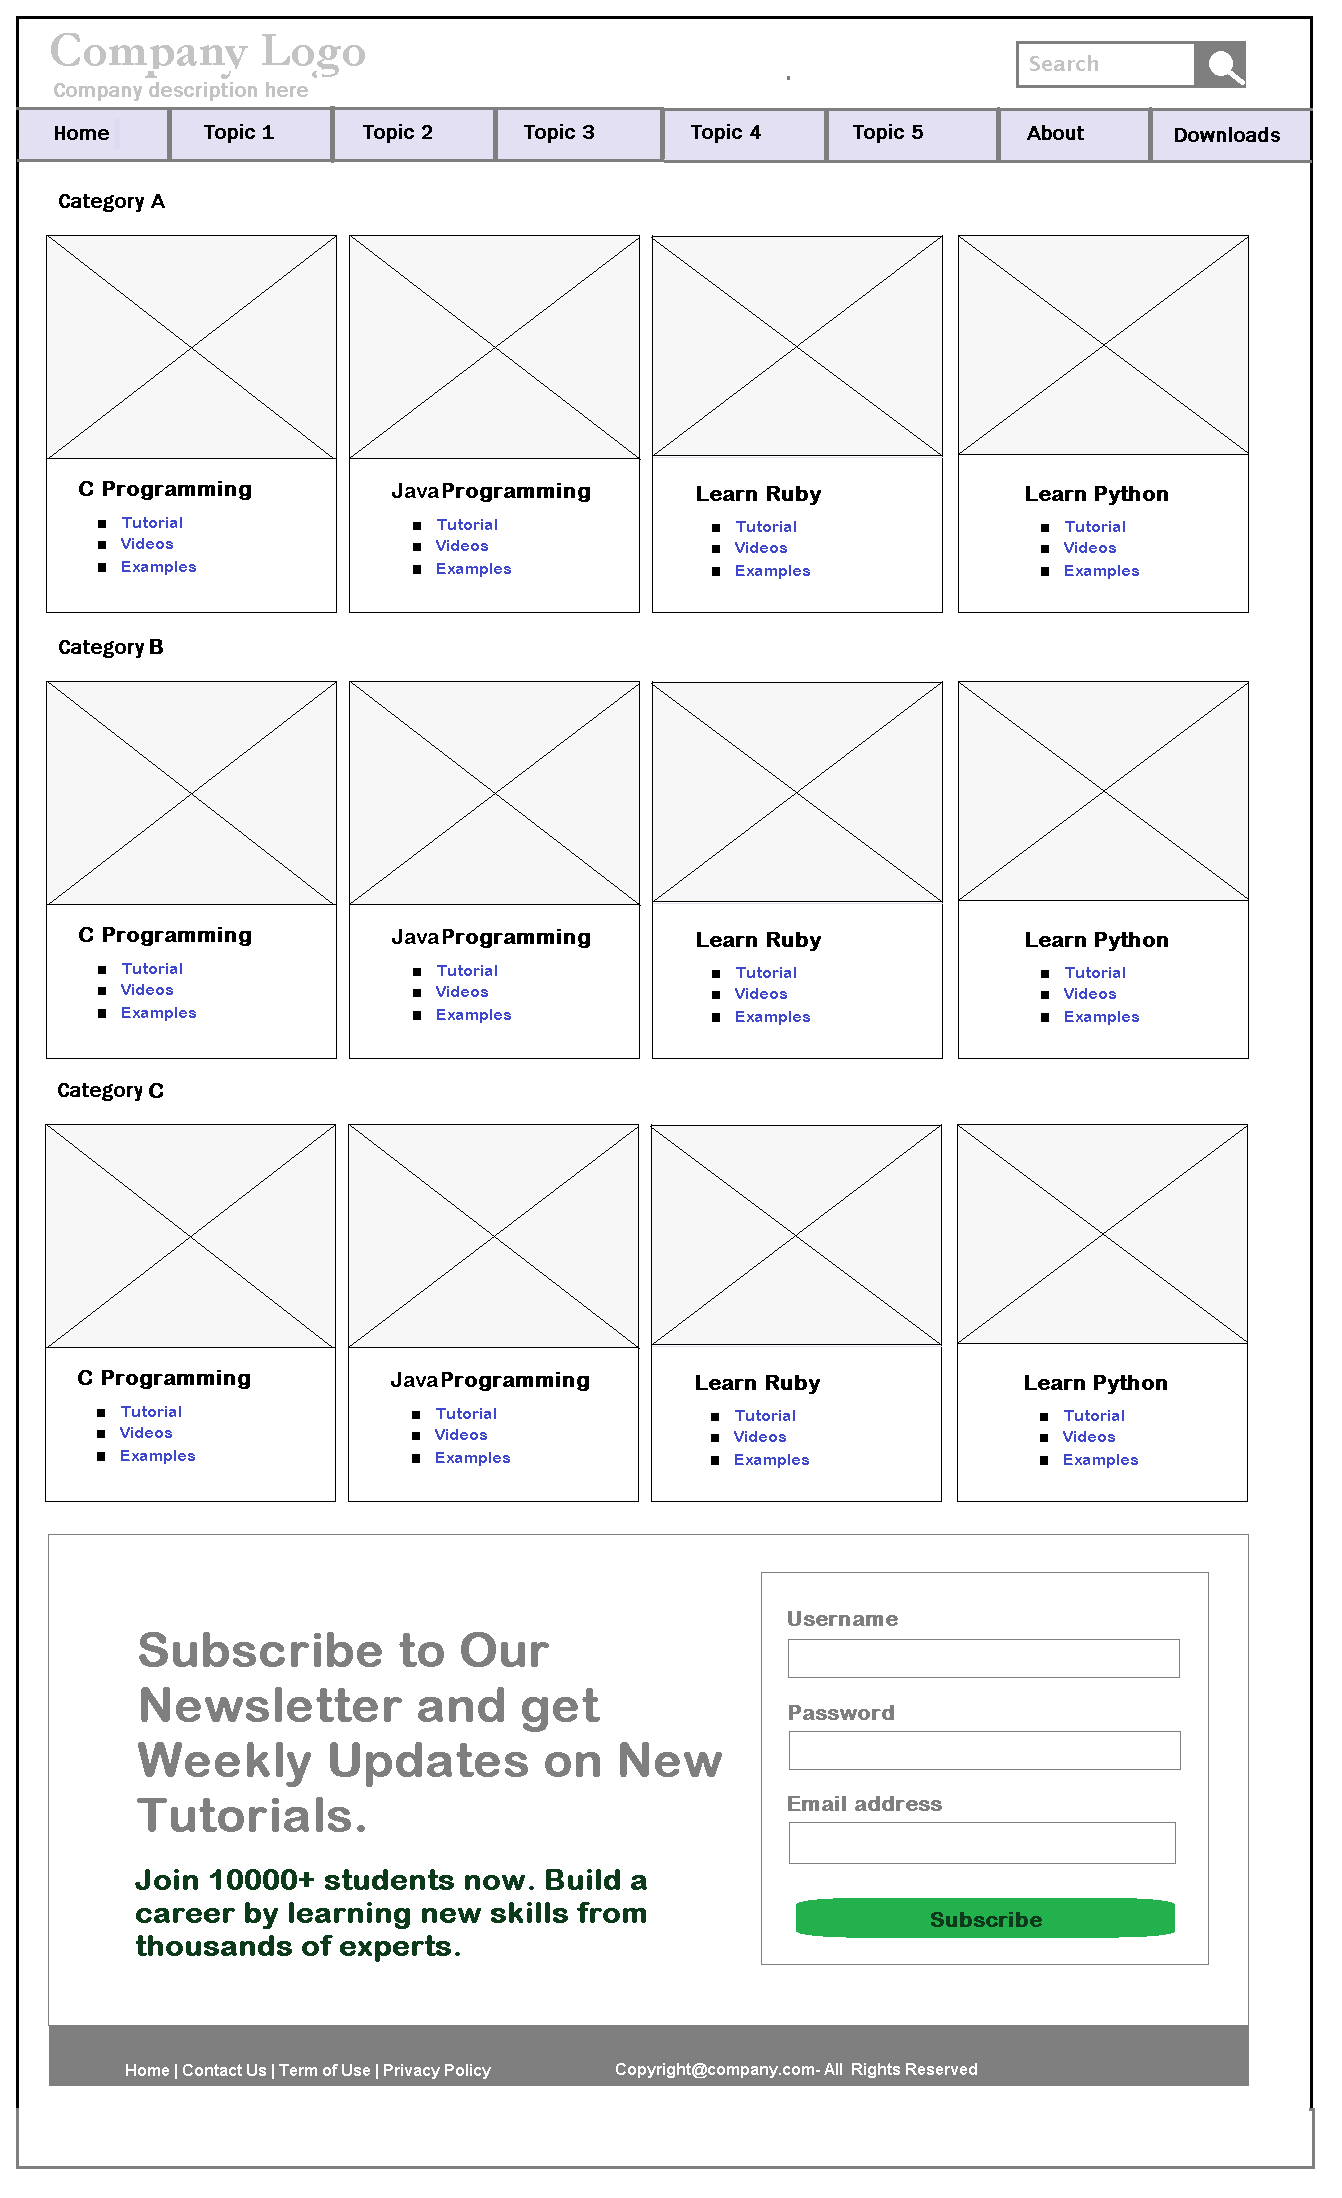 Company Logo
Company description here
Search
Home Topic 1 Topic 2 Topic 3 Topic 4 Topic 5 About Downloads
Category A
C Programming
Tutorial
Videos
Examples
Java Programming
Tutorial
Videos
Examples
Learn Ruby
Tutorial
Videos
Examples
Learn Python
Tutorial
Videos
Examples
Category B
C Programming
Tutorial
Videos
Examples
Java Programming
Tutorial
Videos
Examples
Learn Ruby
Tutorial
Videos
Examples
Learn Python
Tutorial
Videos
Examples
Category C
C Programming
Tutorial
Videos
Examples
Java Programming
Tutorial
Videos
Examples
Learn Ruby
Tutorial
Videos
Examples
Learn Python
Tutorial
Videos
Examples
Subscribe to Our
Newsletter and get
Weekly Updates on New
Tutorials.
Join 10000+ students now. Build a
career by learning new skills from
thousands of experts.
Username
Password
Email address
Subscribe
Home | Contact Us | Term of Use | Privacy Policy
Copyright@company.com- All Rights Reserved